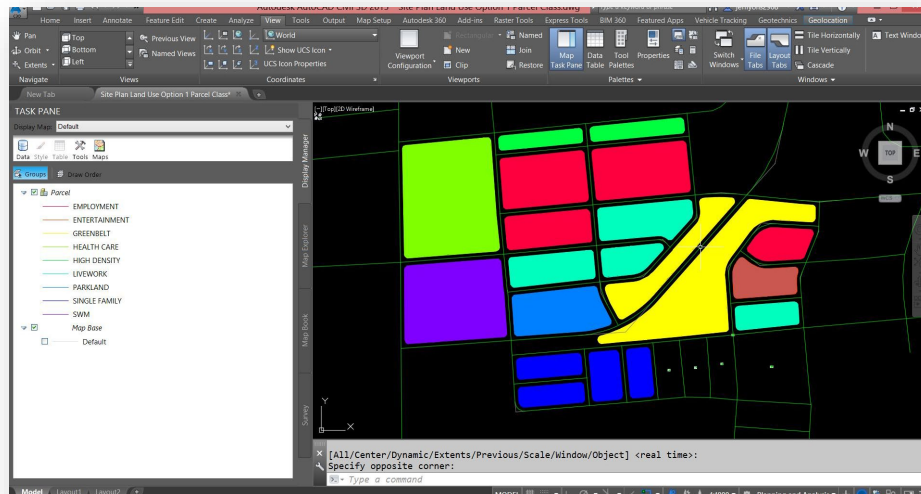 Autodesk AutoCAD Civil 3D 2015 Site Plan Land Use Option 1 Parcel Class.dwg
Home Insert Annotate Feature Edit Create Analyze View Tools Output Map Setup Autodesk 360 Add-ins Raster Tools Express Tools BIM 360 Featured Apps Vehicle Tracking Geotechnics Geolocation
Pan Top Previous View World Named Tile Horizontally Text Windo
Orbit Bottom Named Views Show UCS Icon New Join Tile Vertically
Extents Left UCS Icon Properties Clip Restore Cascade
Viewport Configuration
Map Task Pane
Data Table
Tool Palettes
Properties
Switch Windows
File Tabs
Layout Tabs
Navigate Views Coordinates Viewports Palettes Windows
New Tab Site Plan Land Use Option 1 Parcel Class*
TASK PANE
Display Map: Default
Data Style Table Tools Maps
Groups Draw Order
Parcel
EMPLOYMENT
ENTERTAINMENT
GREENBELT
HEALTH CARE
HIGH DENSITY
LIVEWORK
PARKLAND
SINGLE FAMILY
SWM
Map Base
Default
Display Manager
Map Explorer
Map Book
Survey
[-][Top][2D Wireframe]
N
W TOP E
S
WCS
Y
X
[All/Center/Dynamic/Extents/Previous/Scale/Window/Object] <real time>:
Specify opposite corner:
Type a command
Model Layout1 Layout2 +
MODEL